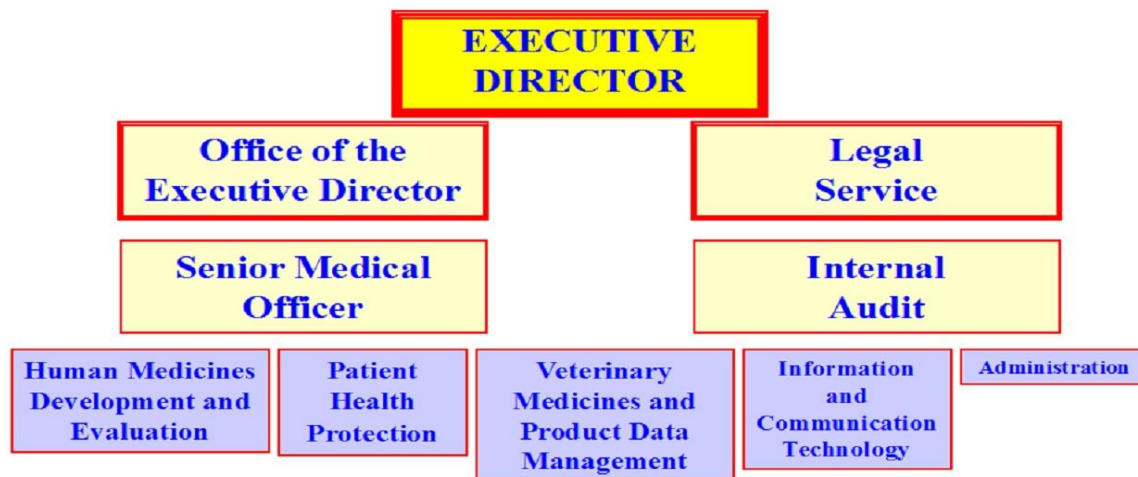 EXECUTIVE
DIRECTOR
Office of the
Executive Director
Legal
Service
Senior Medical
Officer
Internal
Audit
Human Medicines
Development and
Evaluation
Patient
Health
Protection
Veterinary
Medicines and
Product Data
Management
Information
and
Communication
Technology
Administration